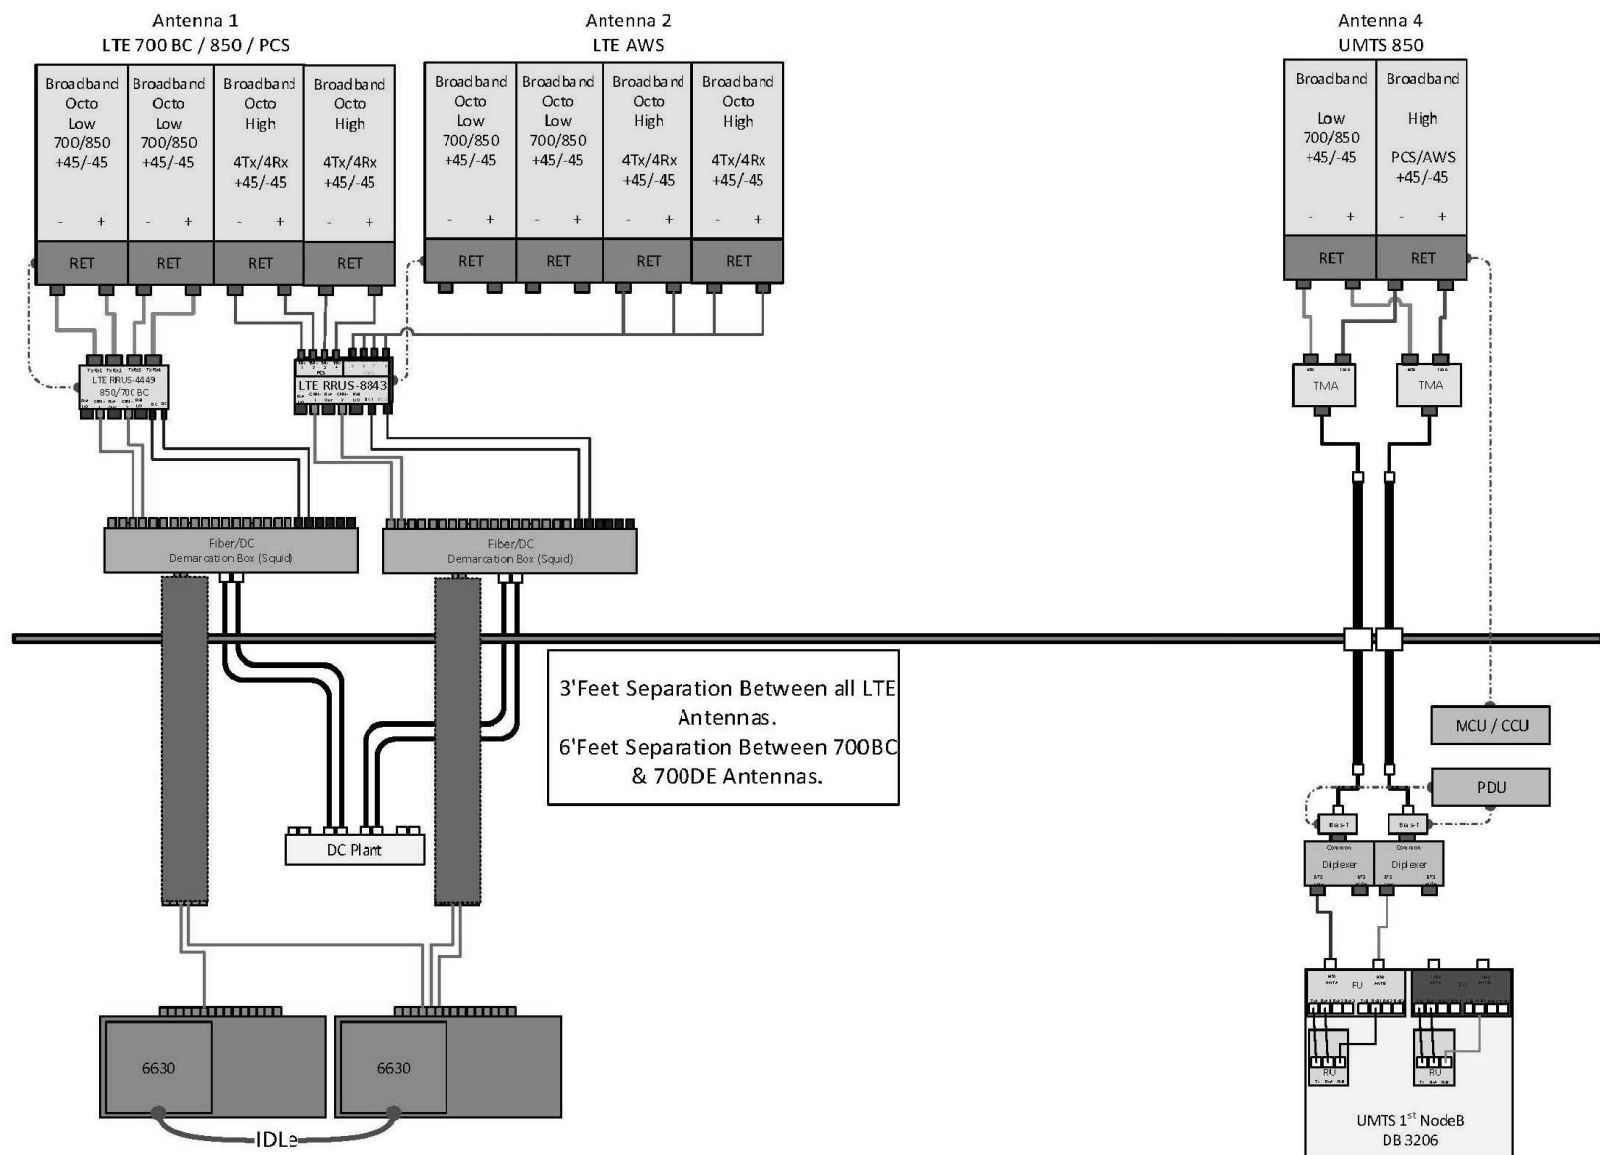 Antenna 1
LTE 700 BC / 850 / PCS
Antenna 2
LTE AWS
Antenna 4
UMTS 850
Broadband
Octo
Low
700/850
+45/-45
- +
RET
Broadband
Octo
Low
700/850
+45/-45
- +
RET
Broadband
Octo
High
4Tx/4Rx
+45/-45
- +
RET
Broadband
Octo
High
4Tx/4Rx
+45/-45
- +
RET
Broadband
Octo
Low
700/850
+45/-45
- +
RET
Broadband
Octo
Low
700/850
+45/-45
- +
RET
Broadband
Octo
High
4Tx/4Rx
+45/-45
- +
RET
Broadband
Octo
High
4Tx/4Rx
+45/-45
- +
RET
Broadband
Low
700/850
+45/-45
- +
RET
Broadband
High
PCS/AWS
+45/-45
- +
RET
LTE RRUS-4449
850/700 BC
PCS
LTE RRUS-8843
TMA
TMA
Fiber/DC
Demarcation Box (Squid)
Fiber/DC
Demarcation Box (Squid)
3'Feet Separation Between all LTE
Antennas.
6'Feet Separation Between 700BC
& 700DE Antennas.
MCU / CCU
PDU
DC Plant
Bias-T
Bias-T
Common
Diplexer
Common
Diplexer
FU
FU
RU
RU
6630
6630
IDLe
UMTS 1st NodeB
DB 3206